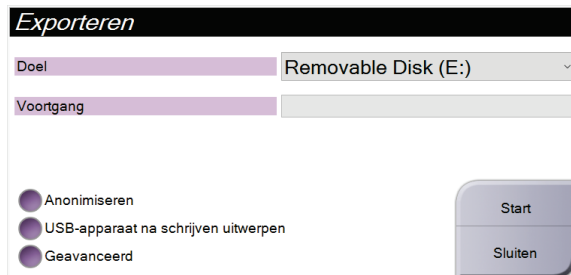 Exporteren
Doel Removable Disk (E:)
Voortgang
Anonimiseren
USB-apparaat na schrijven uitwerpen
Geavanceerd
Start
Sluiten